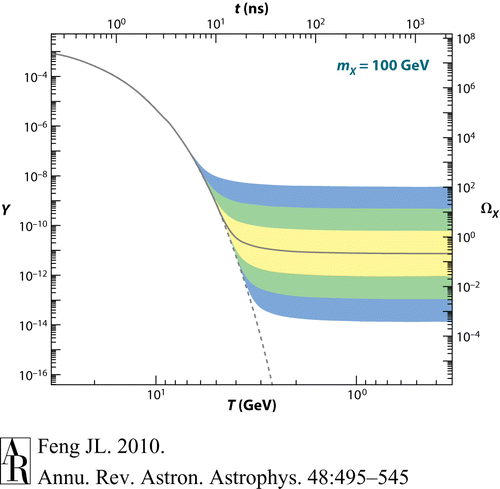 t (ns)
10⁰ 10¹ 10² 10³
m_X = 100 GeV
10⁻⁴
10⁻⁶
10⁻⁸
10⁻¹⁰
10⁻¹²
10⁻¹⁴
10⁻¹⁶
Y
10⁸
10⁶
10⁴
10²
10⁰
10⁻²
10⁻⁴
Ω_X
10¹ 10⁰
T (GeV)
AR
Feng JL. 2010.
Annu. Rev. Astron. Astrophys. 48:495–545